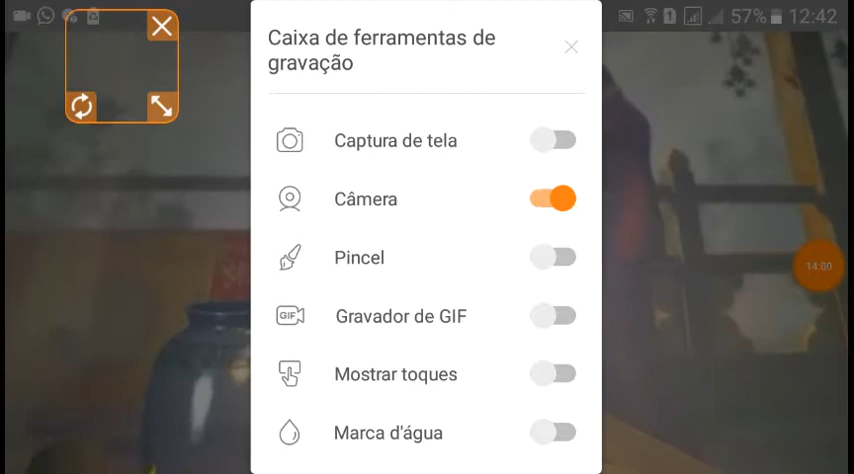 57% 12:42
Caixa de ferramentas de
gravação
Captura de tela
Câmera
Pincel
14:00
GIF Gravador de GIF
Mostrar toques
Marca d'água